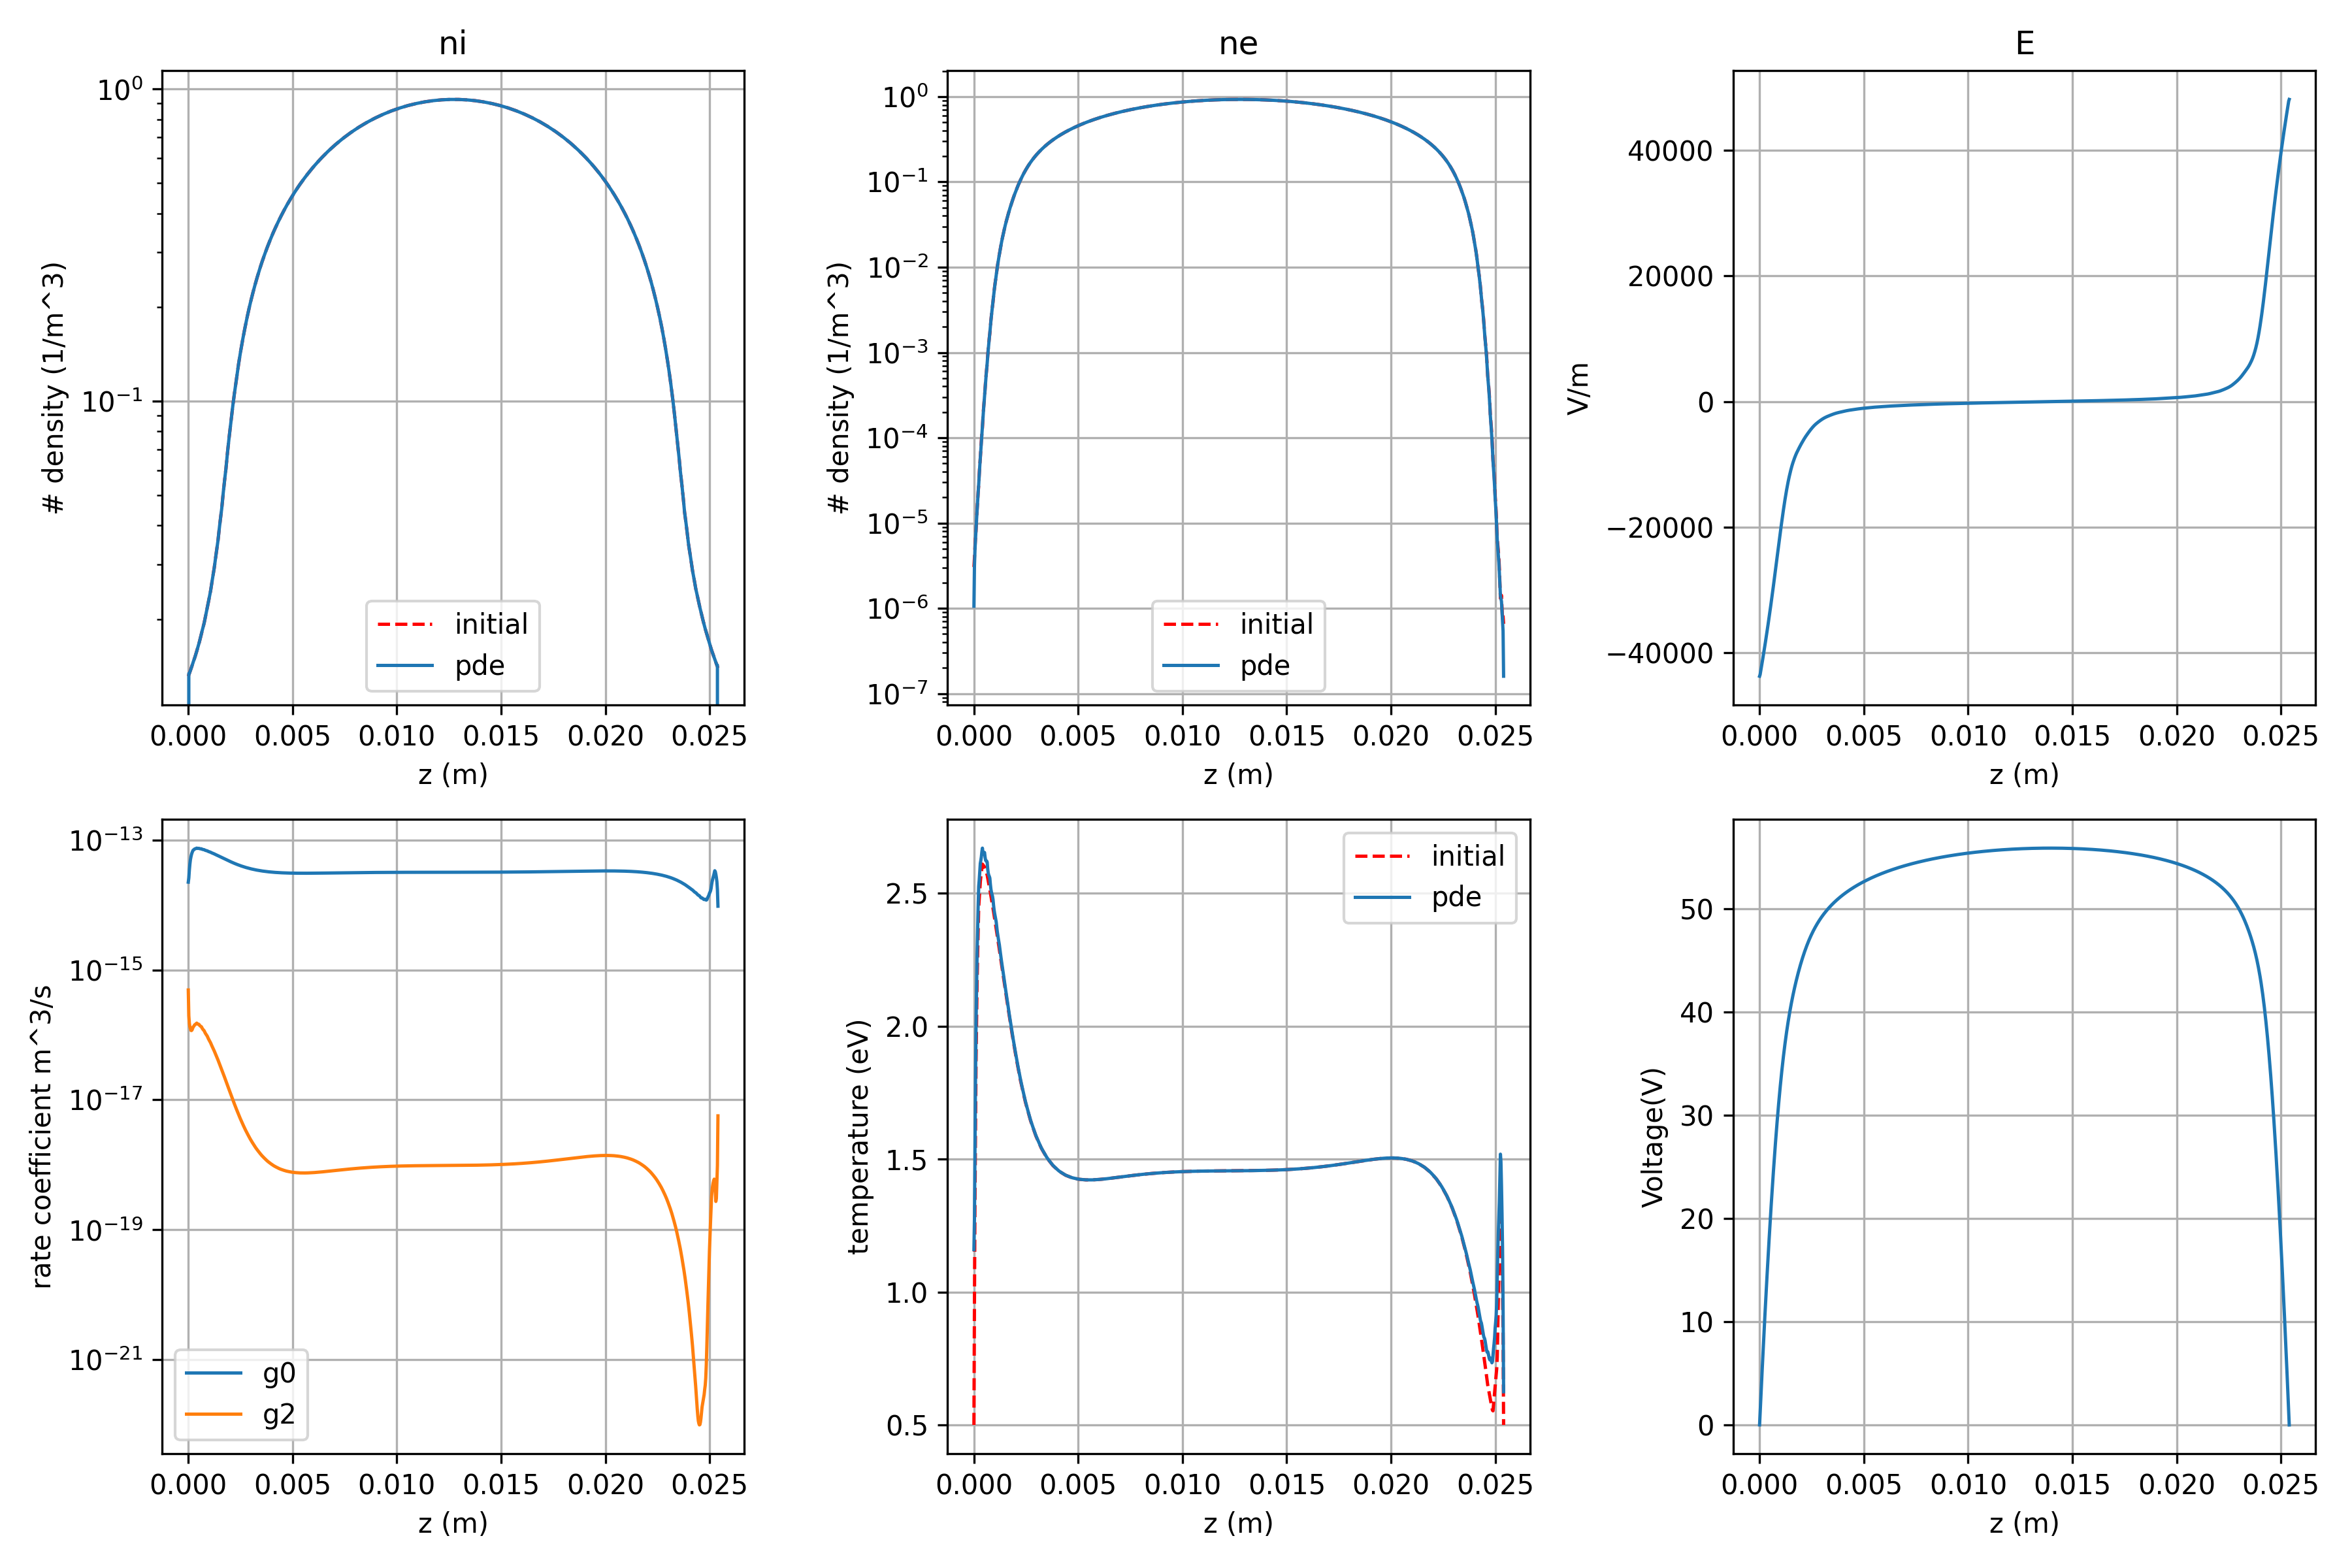 ni
10⁰
10⁻¹
# density (1/m^3)
initial
pde
0.000 0.005 0.010 0.015 0.020 0.025
z (m)
ne
10⁰
10⁻¹
10⁻²
10⁻³
10⁻⁴
10⁻⁵
10⁻⁶
10⁻⁷
# density (1/m^3)
initial
pde
0.000 0.005 0.010 0.015 0.020 0.025
z (m)
E
40000
20000
0
−20000
−40000
V/m
0.000 0.005 0.010 0.015 0.020 0.025
z (m)
10⁻¹³
10⁻¹⁵
10⁻¹⁷
10⁻¹⁹
10⁻²¹
rate coefficient m^3/s
g0
g2
0.000 0.005 0.010 0.015 0.020 0.025
z (m)
2.5
2.0
1.5
1.0
0.5
temperature (eV)
initial
pde
0.000 0.005 0.010 0.015 0.020 0.025
z (m)
50
40
30
20
10
0
Voltage(V)
0.000 0.005 0.010 0.015 0.020 0.025
z (m)